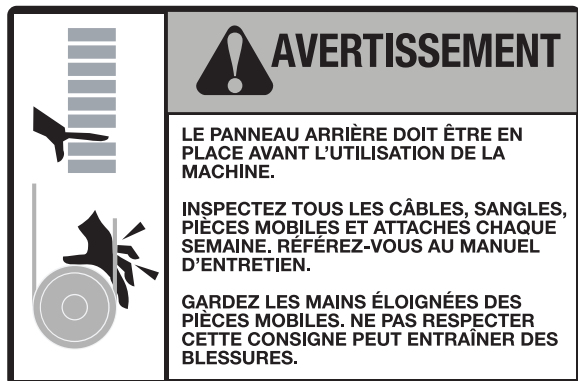 AVERTISSEMENT
LE PANNEAU ARRIÈRE DOIT ÊTRE EN
PLACE AVANT L'UTILISATION DE LA
MACHINE.
INSPECTEZ TOUS LES CÂBLES, SANGLES,
PIÈCES MOBILES ET ATTACHES CHAQUE
SEMAINE. RÉFÉREZ-VOUS AU MANUEL
D'ENTRETIEN.
GARDEZ LES MAINS ÉLOIGNÉES DES
PIÈCES MOBILES. NE PAS RESPECTER
CETTE CONSIGNE PEUT ENTRAÎNER DES
BLESSURES.